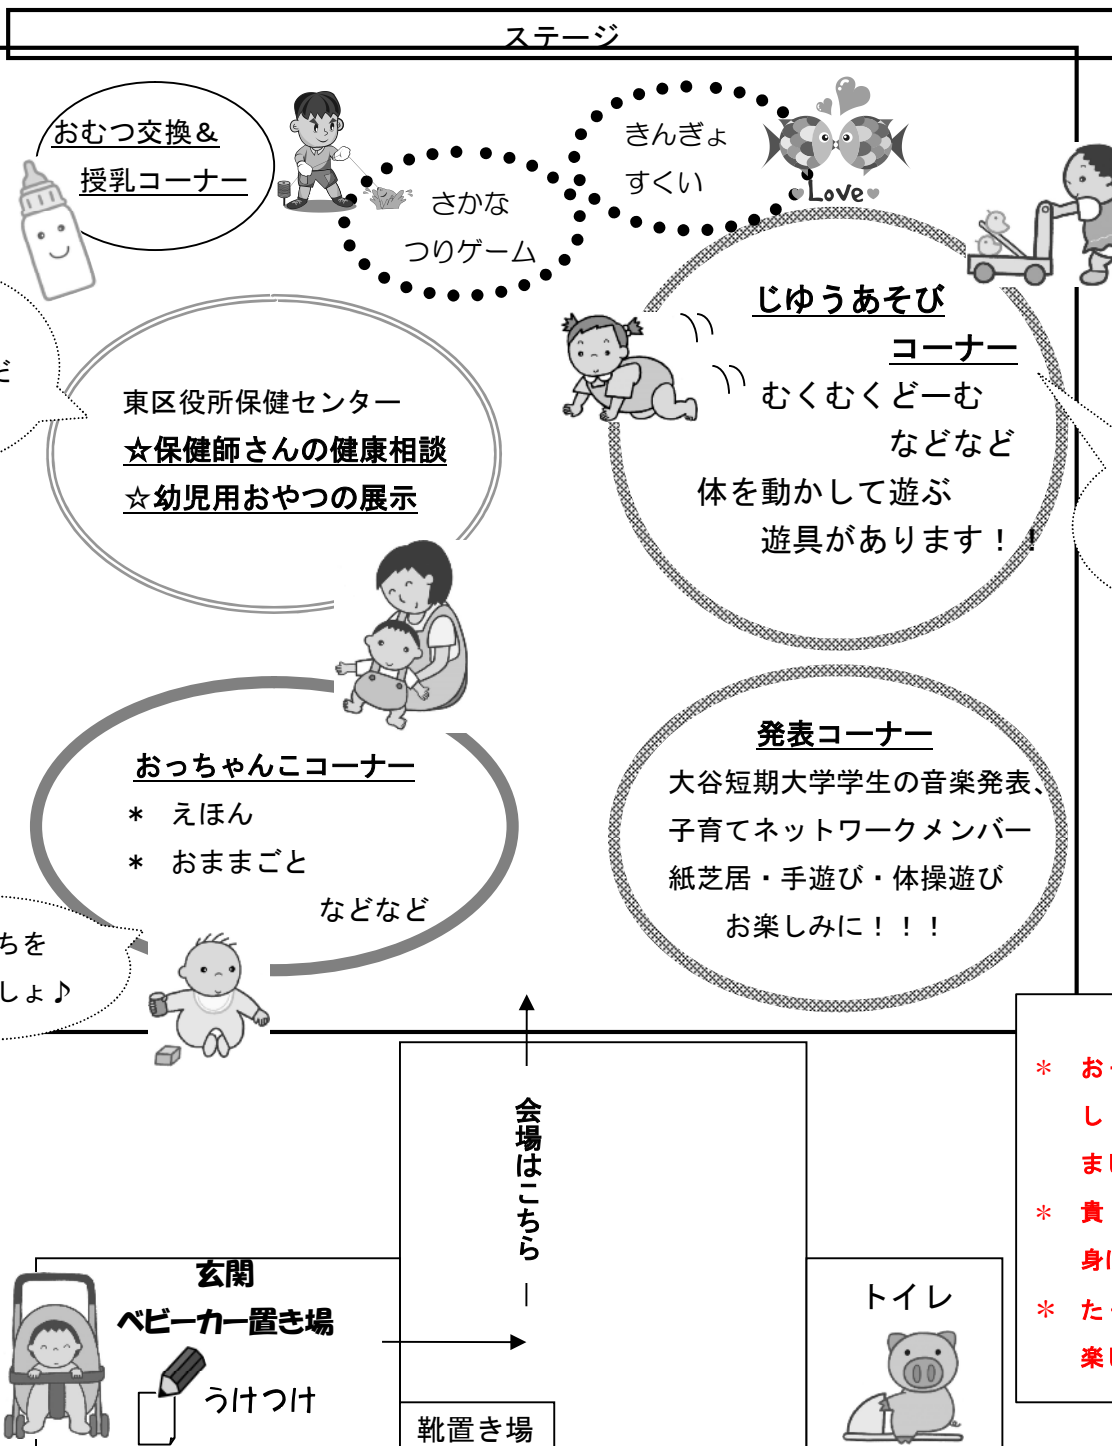 ステージ
おむつ交換＆
授乳コーナー
さかな
つりゲーム
きんぎょ
すくい
Love
じゆうあそび
コーナー
むくむくどーむ
などなど
体を動かして遊ぶ
遊具があります！！
だ
東区役所保健センター
☆保健師さんの健康相談
☆幼児用おやつの展示
おっちゃんこコーナー
* えほん
* おままごと
などなど
ちを
しょ♪
発表コーナー
大谷短期大学学生の音楽発表、
子育てネットワークメンバー
紙芝居・手遊び・体操遊び
お楽しみに！！！
会場はこちら
玄関
ベビーカー置き場
うけつけ
靴置き場
トイレ
＊ お
し
ま
＊ 貴
身
＊ た
楽